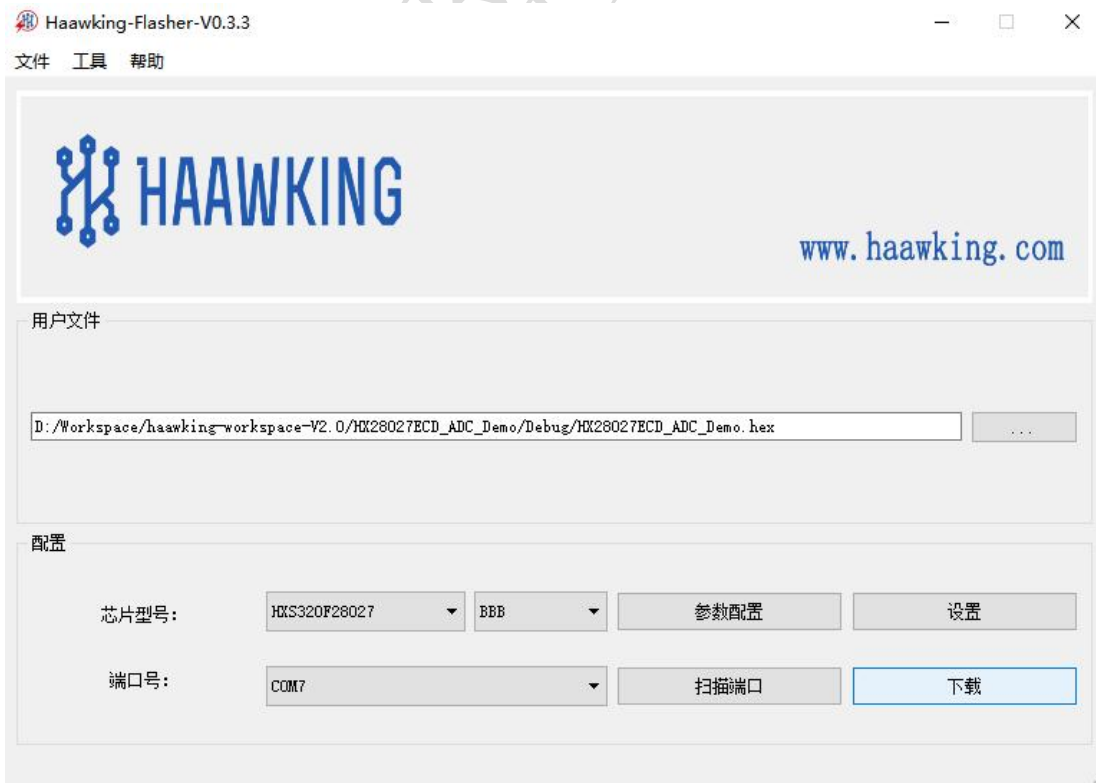 Haawking-Flasher-V0.3.3
文件 工具 帮助
HAAWKING
www.haawking.com
用户文件
D:/Workspace/haawking-workspace-V2.0/HX28027ECD_ADC_Demo/Debug/HX28027ECD_ADC_Demo.hex ...
配置
芯片型号: HXS320F28027 BBB 参数配置 设置
端口号: COM7 扫描端口 下载